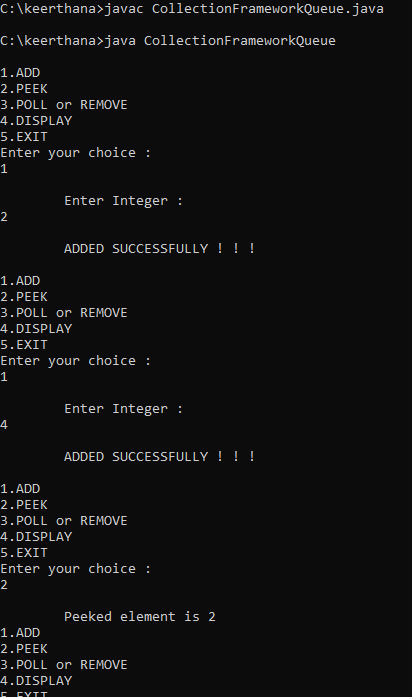 C:\keerthana>javac CollectionFrameworkQueue.java
C:\keerthana>java CollectionFrameworkQueue
1.ADD
2.PEEK
3.POLL or REMOVE
4.DISPLAY
5.EXIT
Enter your choice :
1
Enter Integer :
2
ADDED SUCCESSFULLY ! ! !
1.ADD
2.PEEK
3.POLL or REMOVE
4.DISPLAY
5.EXIT
Enter your choice :
1
Enter Integer :
4
ADDED SUCCESSFULLY ! ! !
1.ADD
2.PEEK
3.POLL or REMOVE
4.DISPLAY
5.EXIT
Enter your choice :
2
Peeked element is 2
1.ADD
2.PEEK
3.POLL or REMOVE
4.DISPLAY
5.EXIT